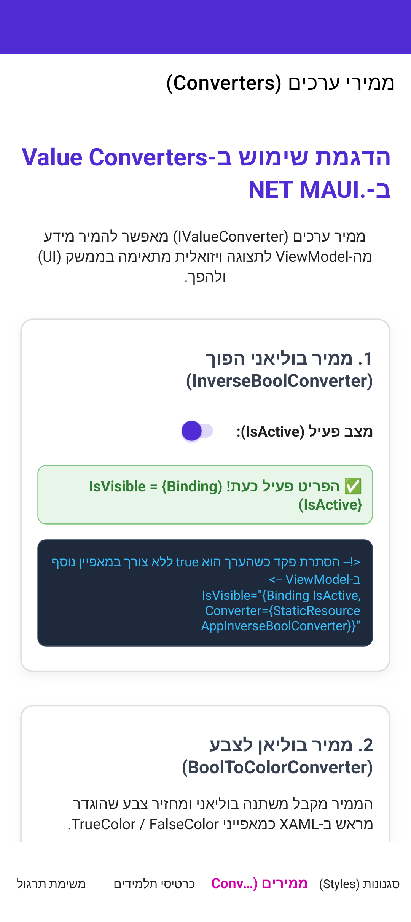 ממירי ערכים (Converters)
הדגמת שימוש ב-Value Converters
ב-.NET MAUI
ממיר ערכים (IValueConverter) מאפשר להמיר מידע
מה-ViewModel לתצוגה ויזואלית מתאימה בממשק (UI)
ולהפך.
1. ממיר בוליאני הפוך
(InverseBoolConverter)
מצב פעיל (IsActive):
✅ הפריט פעיל כעת! (IsVisible = {Binding
IsActive})
<!-- הסתרת פקד כשהערך הוא true ללא צורך במאפיין נוסף
ב-ViewModel -->
IsVisible="{Binding IsActive,
Converter={StaticResource
AppInverseBoolConverter}}"
2. ממיר בוליאן לצבע
(BoolToColorConverter)
הממיר מקבל משתנה בוליאני ומחזיר צבע שהוגדר
מראש ב-XAML כמאפייני TrueColor / FalseColor.
סגנונות (Styles)
ממירים (Conv...
כרטיסי תלמידים
משימת תרגול